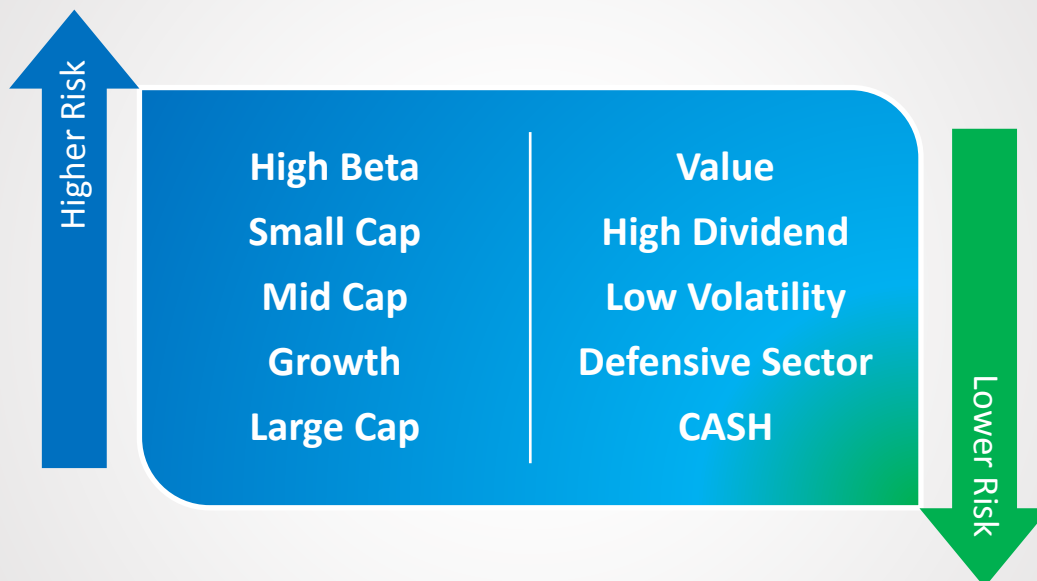 Higher Risk
High Beta
Small Cap
Mid Cap
Growth
Large Cap
Value
High Dividend
Low Volatility
Defensive Sector
CASH
Lower Risk